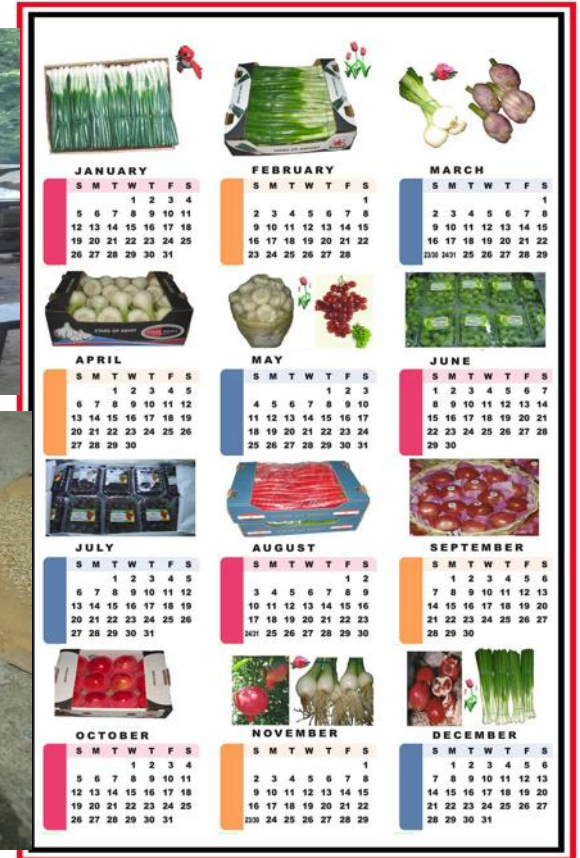 JANUARY
S M T W T F S
1 2 3 4
5 6 7 8 9 10 11
12 13 14 15 16 17 18
19 20 21 22 23 24 25
26 27 28 29 30 31
FEBRUARY
S M T W T F S
1
2 3 4 5 6 7 8
9 10 11 12 13 14 15
16 17 18 19 20 21 22
23 24 25 26 27 28
MARCH
S M T W T F S
1
2 3 4 5 6 7 8
9 10 11 12 13 14 15
16 17 18 19 20 21 22
23/30 24/31 25 26 27 28 29
STARS OF EGYPT
APRIL
S M T W T F S
1 2 3 4 5
6 7 8 9 10 11 12
13 14 15 16 17 18 19
20 21 22 23 24 25 26
27 28 29 30
MAY
S M T W T F S
1 2 3
4 5 6 7 8 9 10
11 12 13 14 15 16 17
18 19 20 21 22 23 24
25 26 27 28 29 30 31
JUNE
S M T W T F S
1 2 3 4 5 6 7
8 9 10 11 12 13 14
15 16 17 18 19 20 21
22 23 24 25 26 27 28
29 30
JULY
S M T W T F S
1 2 3 4 5
6 7 8 9 10 11 12
13 14 15 16 17 18 19
20 21 22 23 24 25 26
27 28 29 30 31
AUGUST
S M T W T F S
1 2
3 4 5 6 7 8 9
10 11 12 13 14 15 16
17 18 19 20 21 22 23
24/31 25 26 27 28 29 30
SEPTEMBER
S M T W T F S
1 2 3 4 5 6
7 8 9 10 11 12 13
14 15 16 17 18 19 20
21 22 23 24 25 26 27
28 29 30
OCTOBER
S M T W T F S
1 2 3 4
5 6 7 8 9 10 11
12 13 14 15 16 17 18
19 20 21 22 23 24 25
26 27 28 29 30 31
NOVEMBER
S M T W T F S
1
2 3 4 5 6 7 8
9 10 11 12 13 14 15
16 17 18 19 20 21 22
23/30 24 25 26 27 28 29
DECEMBER
S M T W T F S
1 2 3 4 5 6
7 8 9 10 11 12 13
14 15 16 17 18 19 20
21 22 23 24 25 26 27
28 29 30 31